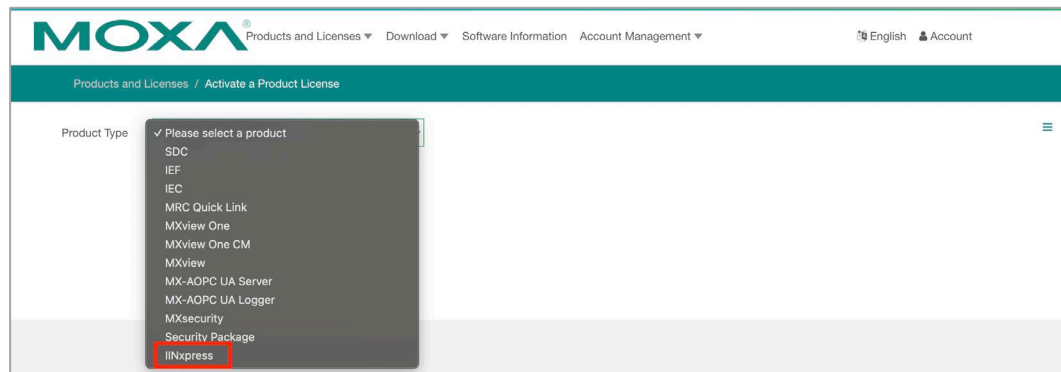 MOXA®
Products and Licenses ▼ Download ▼ Software Information Account Management ▼ English Account
Products and Licenses / Activate a Product License
Product Type
✓ Please select a product
SDC
IEF
IEC
MRC Quick Link
MXview One
MXview One CM
MXview
MX-AOPC UA Server
MX-AOPC UA Logger
MXsecurity
Security Package
IINxpress